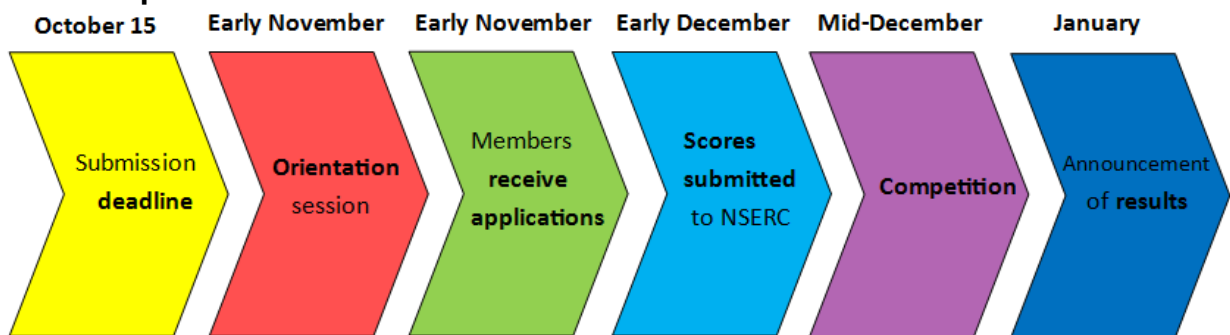 October 15
Early November
Early November
Early December
Mid-December
January
Submission
deadline
Orientation
session
Members
receive
applications
Scores
submitted
to NSERC
Competition
Announcement
of results